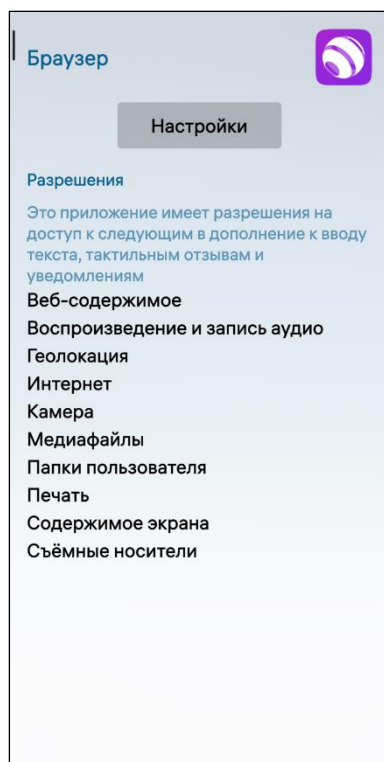 Браузер
Настройки
Разрешения
Это приложение имеет разрешения на
доступ к следующим в дополнение к вводу
текста, тактильным отзывам и
уведомлениям
Веб-содержимое
Воспроизведение и запись аудио
Геолокация
Интернет
Камера
Медиафайлы
Папки пользователя
Печать
Содержимое экрана
Съёмные носители